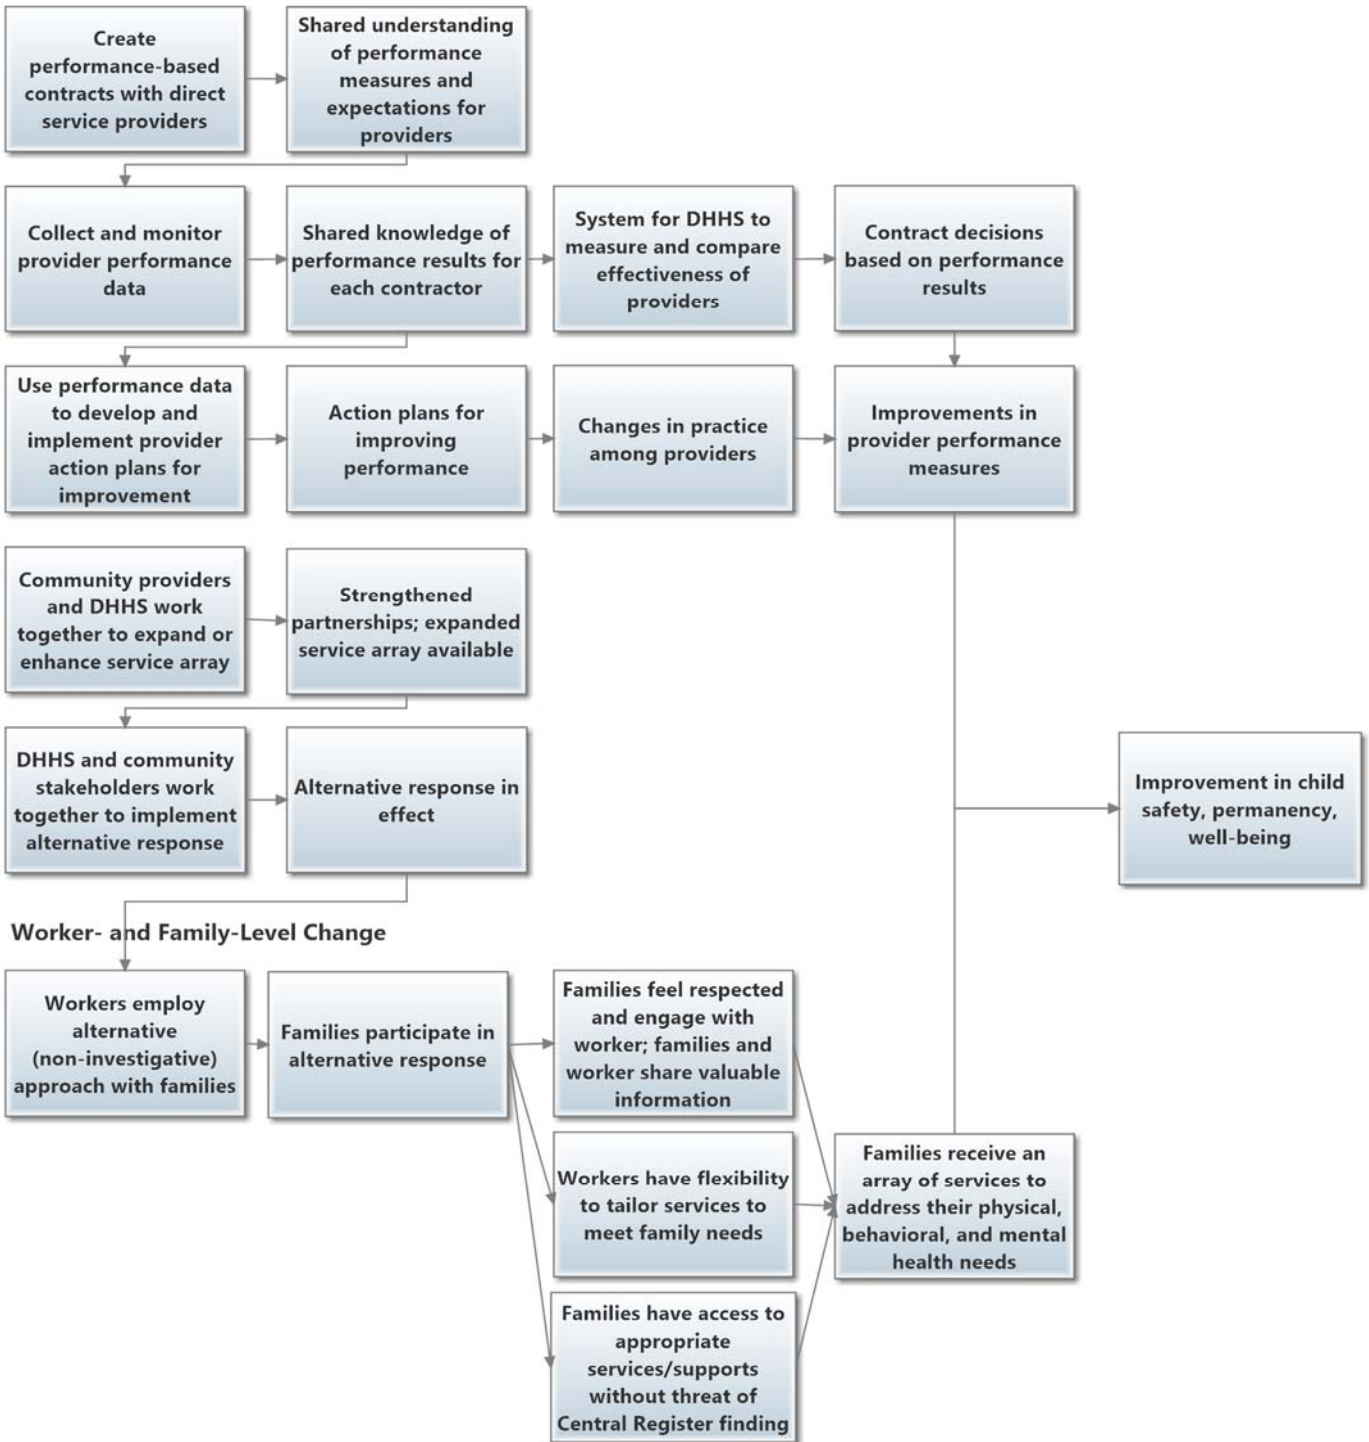 Create
performance-based
contracts with direct
service providers
Shared understanding
of performance
measures and
expectations for
providers
Collect and monitor
provider performance
data
Shared knowledge of
performance results for
each contractor
System for DHHS to
measure and compare
effectiveness of
providers
Contract decisions
based on performance
results
Use performance data
to develop and
implement provider
action plans for
improvement
Action plans for
improving
performance
Changes in practice
among providers
Improvements in
provider performance
measures
Community providers
and DHHS work
together to expand or
enhance service array
Strengthened
partnerships; expanded
service array available
DHHS and community
stakeholders work
together to implement
alternative response
Alternative response in
effect
Improvement in child
safety, permanency,
well-being
Worker- and Family-Level Change
Workers employ
alternative
(non-investigative)
approach with families
Families participate in
alternative response
Families feel respected
and engage with
worker; families and
worker share valuable
information
Workers have flexibility
to tailor services to
meet family needs
Families have access to
appropriate
services/supports
without threat of
Central Register finding
Families receive an
array of services to
address their physical,
behavioral, and mental
health needs